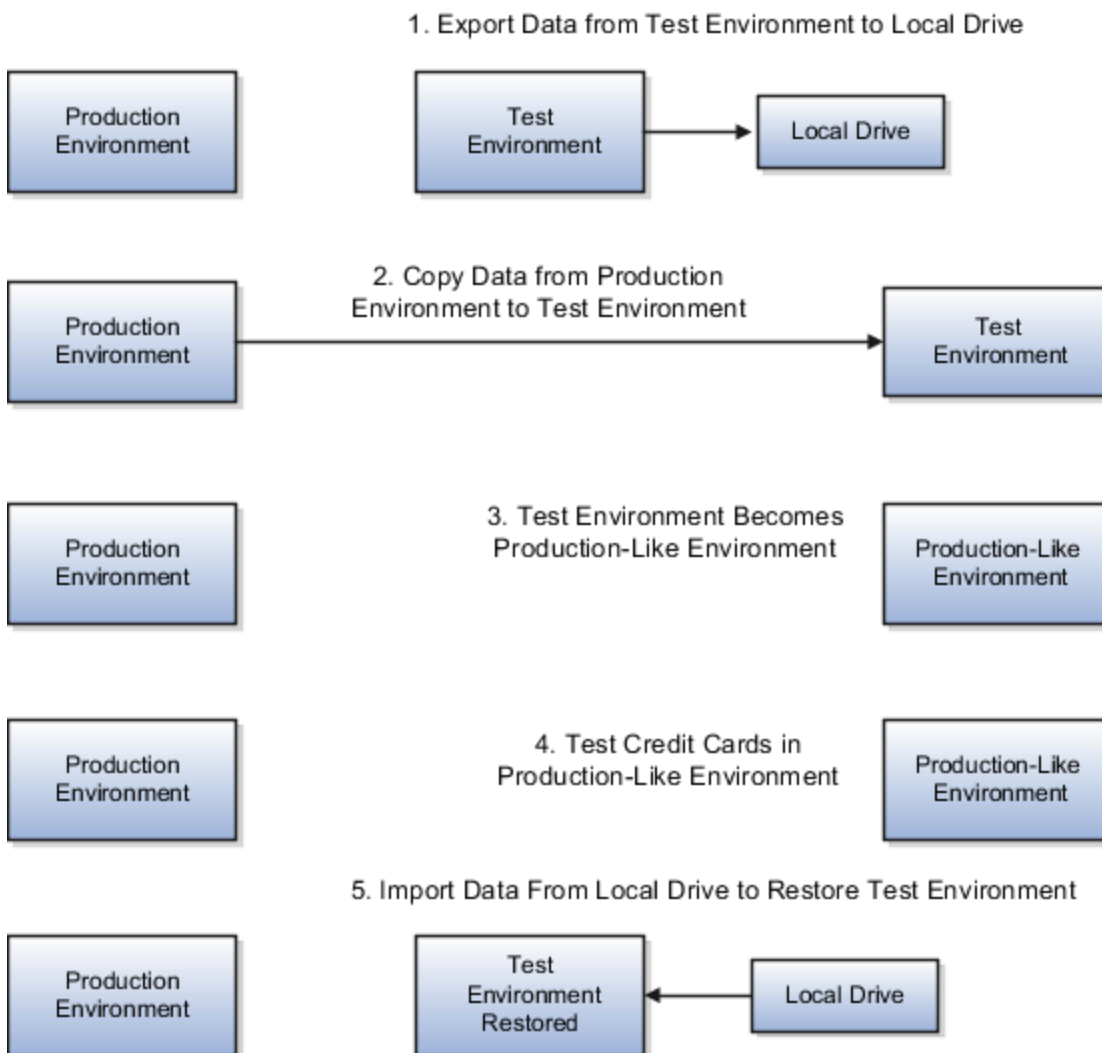 1. Export Data from Test Environment to Local Drive
Production
Environment
Test
Environment
Local Drive
2. Copy Data from Production
Environment to Test Environment
Production
Environment
Test
Environment
3. Test Environment Becomes
Production-Like Environment
Production
Environment
Production-Like
Environment
4. Test Credit Cards in
Production-Like Environment
Production
Environment
Production-Like
Environment
5. Import Data From Local Drive to Restore Test Environment
Production
Environment
Test
Environment
Restored
Local Drive